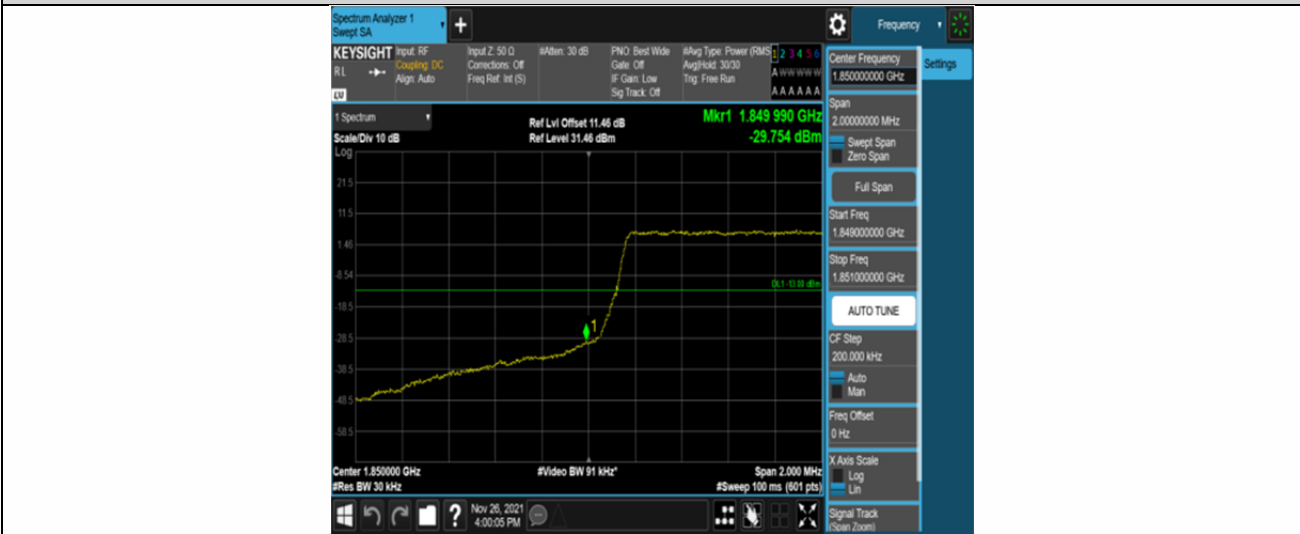 Spectrum Analyzer 1
Swept SA
Frequency
KEYSIGHT
Input: RF
Coupling: DC
Align: Auto
Input Z: 50 Ω
Corrections: Off
Freq Ref: Int (S)
#Atten: 30 dB
PNO: Best Wide
Gate: Off
IF Gain: Low
Sig Track: Off
#Avg Type: Power (RMS
Avg|Hold: 30/30
Trig: Free Run
1 2 3 4 5 6
A W W W W W
A A A A A A
R L
Settings
Center Frequency
1.850000000 GHz
Span
2.00000000 MHz
Swept Span
Zero Span
Full Span
Start Freq
1.849000000 GHz
Stop Freq
1.851000000 GHz
AUTO TUNE
CF Step
200.000 kHz
Auto
Man
Freq Offset
0 Hz
X Axis Scale
Log
Lin
Signal Track
(Span Zoom)
1 Spectrum
Scale/Div 10 dB
Log
Ref Lvl Offset 11.46 dB
Ref Level 31.46 dBm
Mkr1 1.849 990 GHz
-29.754 dBm
21.5
11.5
1.46
-8.54
-18.5
-28.5
-38.5
-48.5
-58.5
DL1 -13.00 dBm
1
Center 1.850000 GHz
#Res BW 30 kHz
#Video BW 91 kHz*
Span 2.000 MHz
#Sweep 100 ms (601 pts)
?
Nov 26, 2021
4:00:05 PM